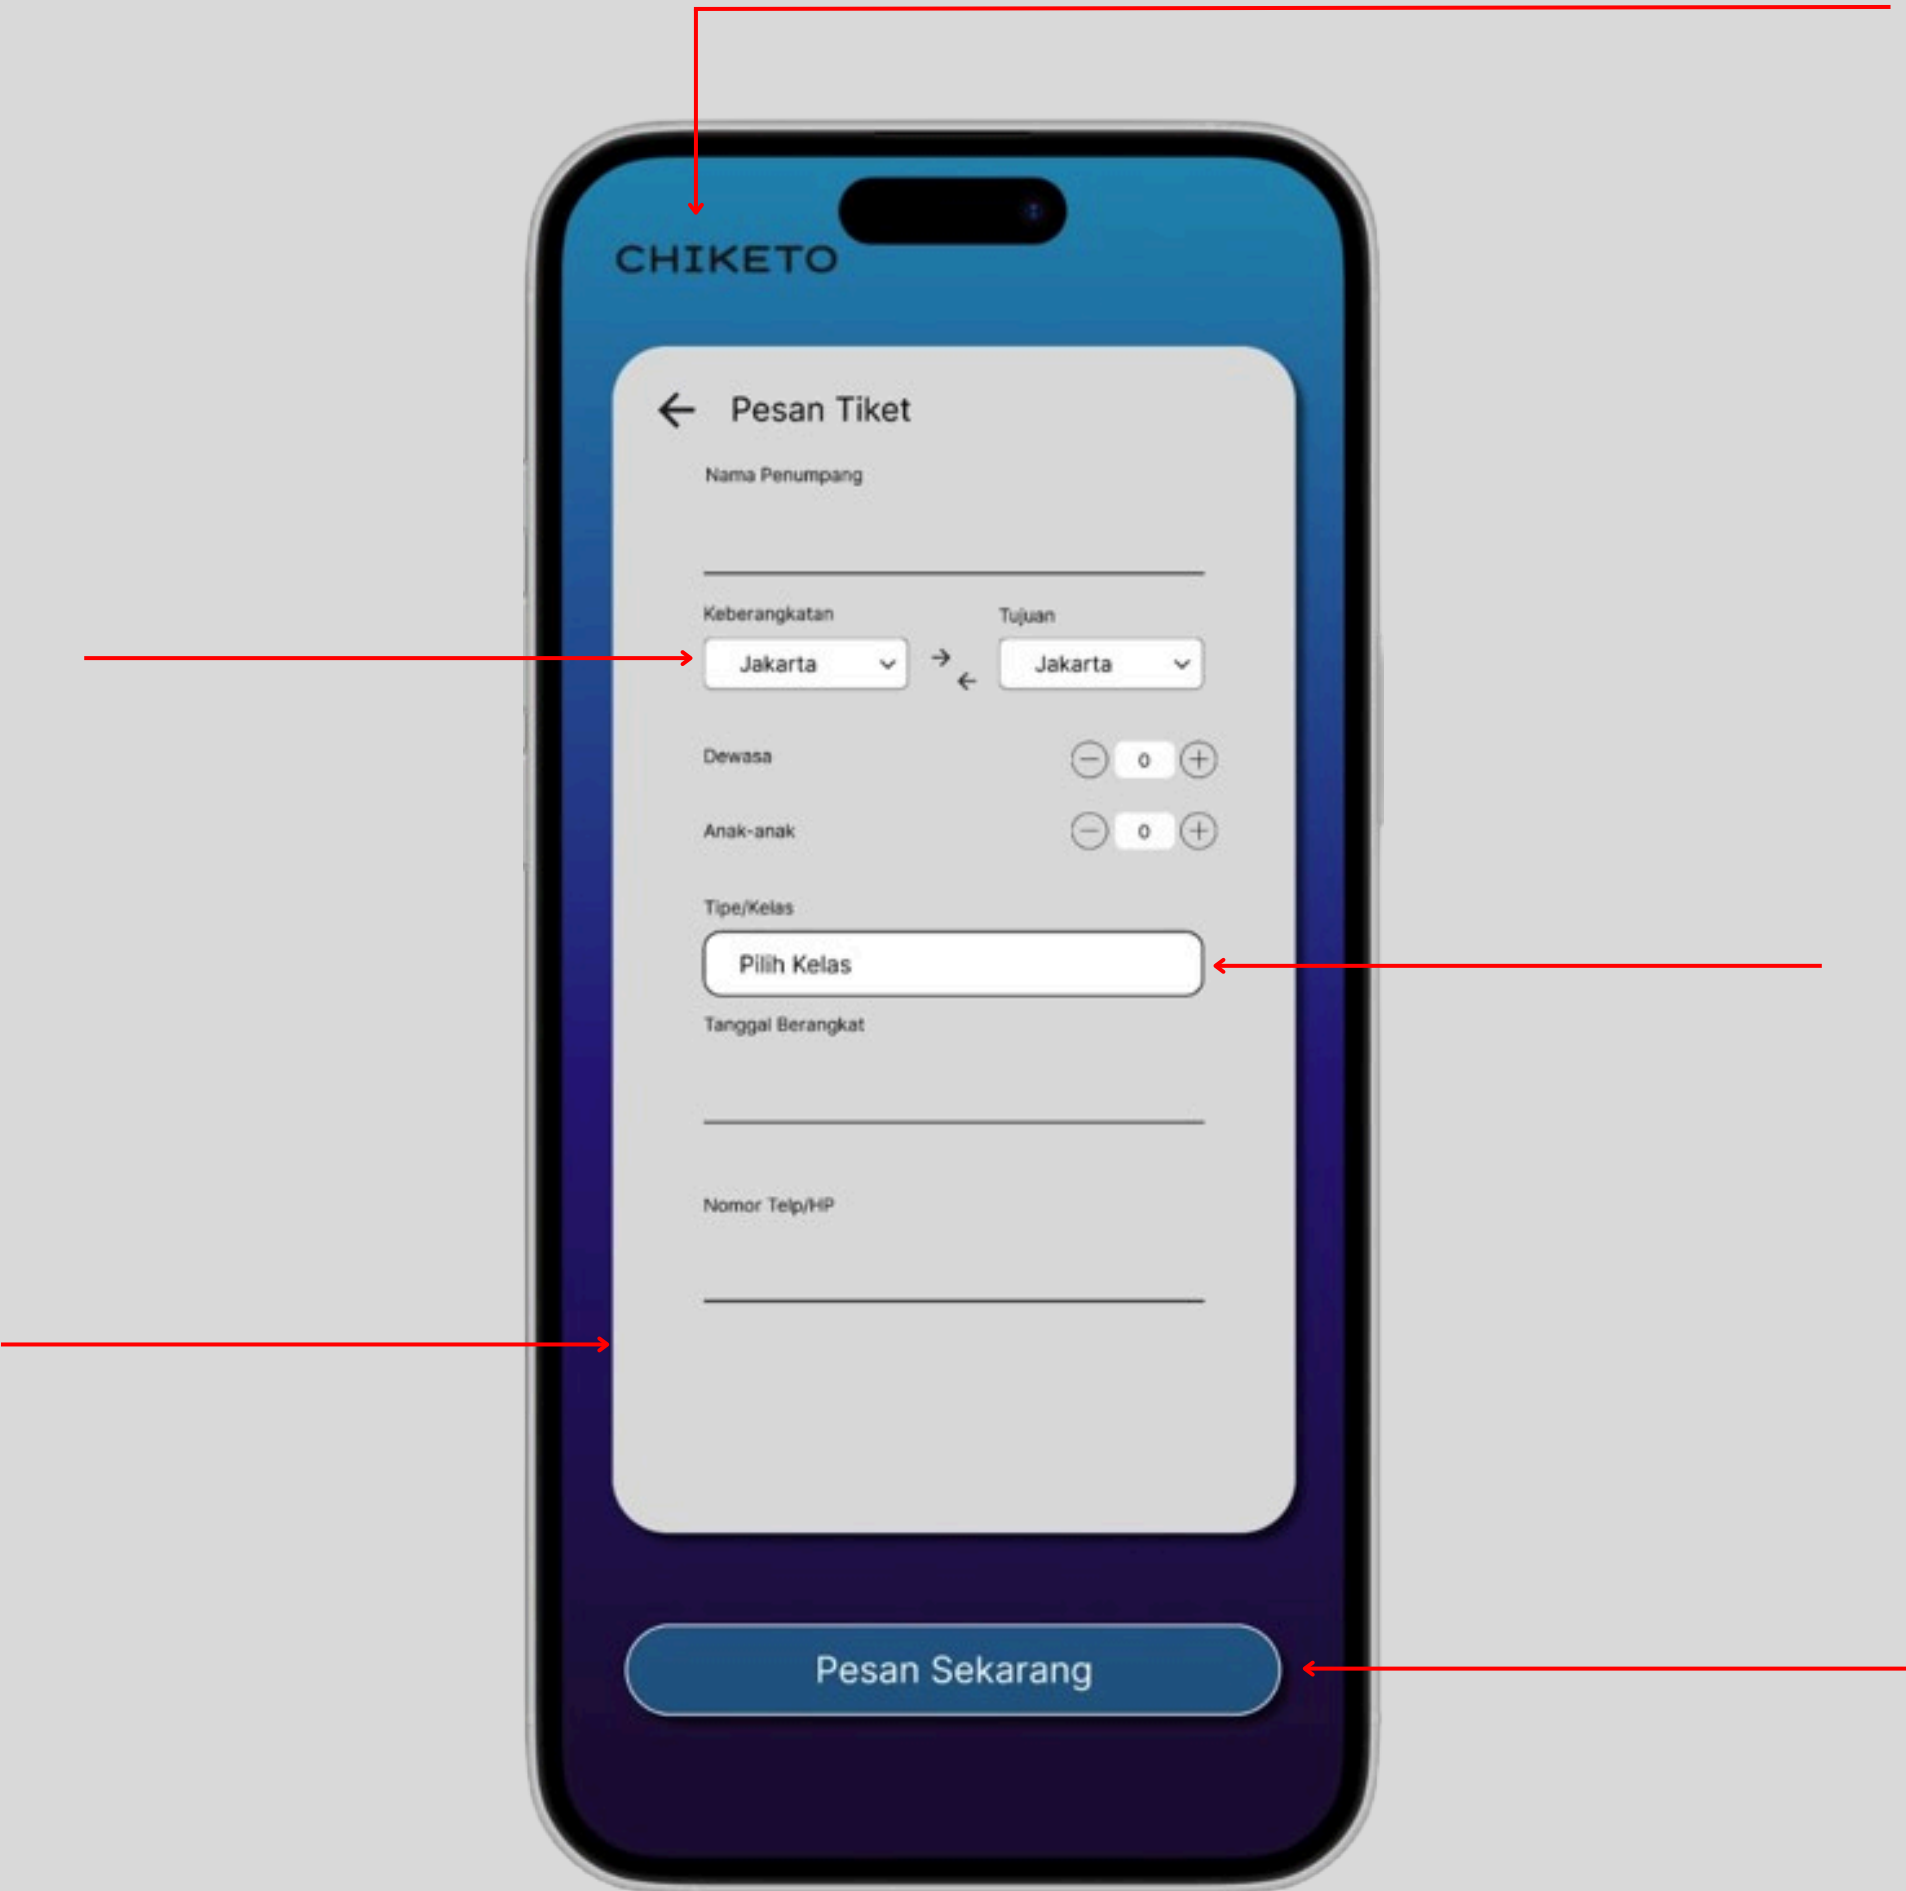 CHIKETO
Pesan Tiket
Nama Penumpang
Keberangkatan
Tujuan
Jakarta
Jakarta
Dewasa
0
Anak-anak
0
Tipe/Kelas
Pilih Kelas
Tanggal Berangkat
Nomor Telp/HP
Pesan Sekarang